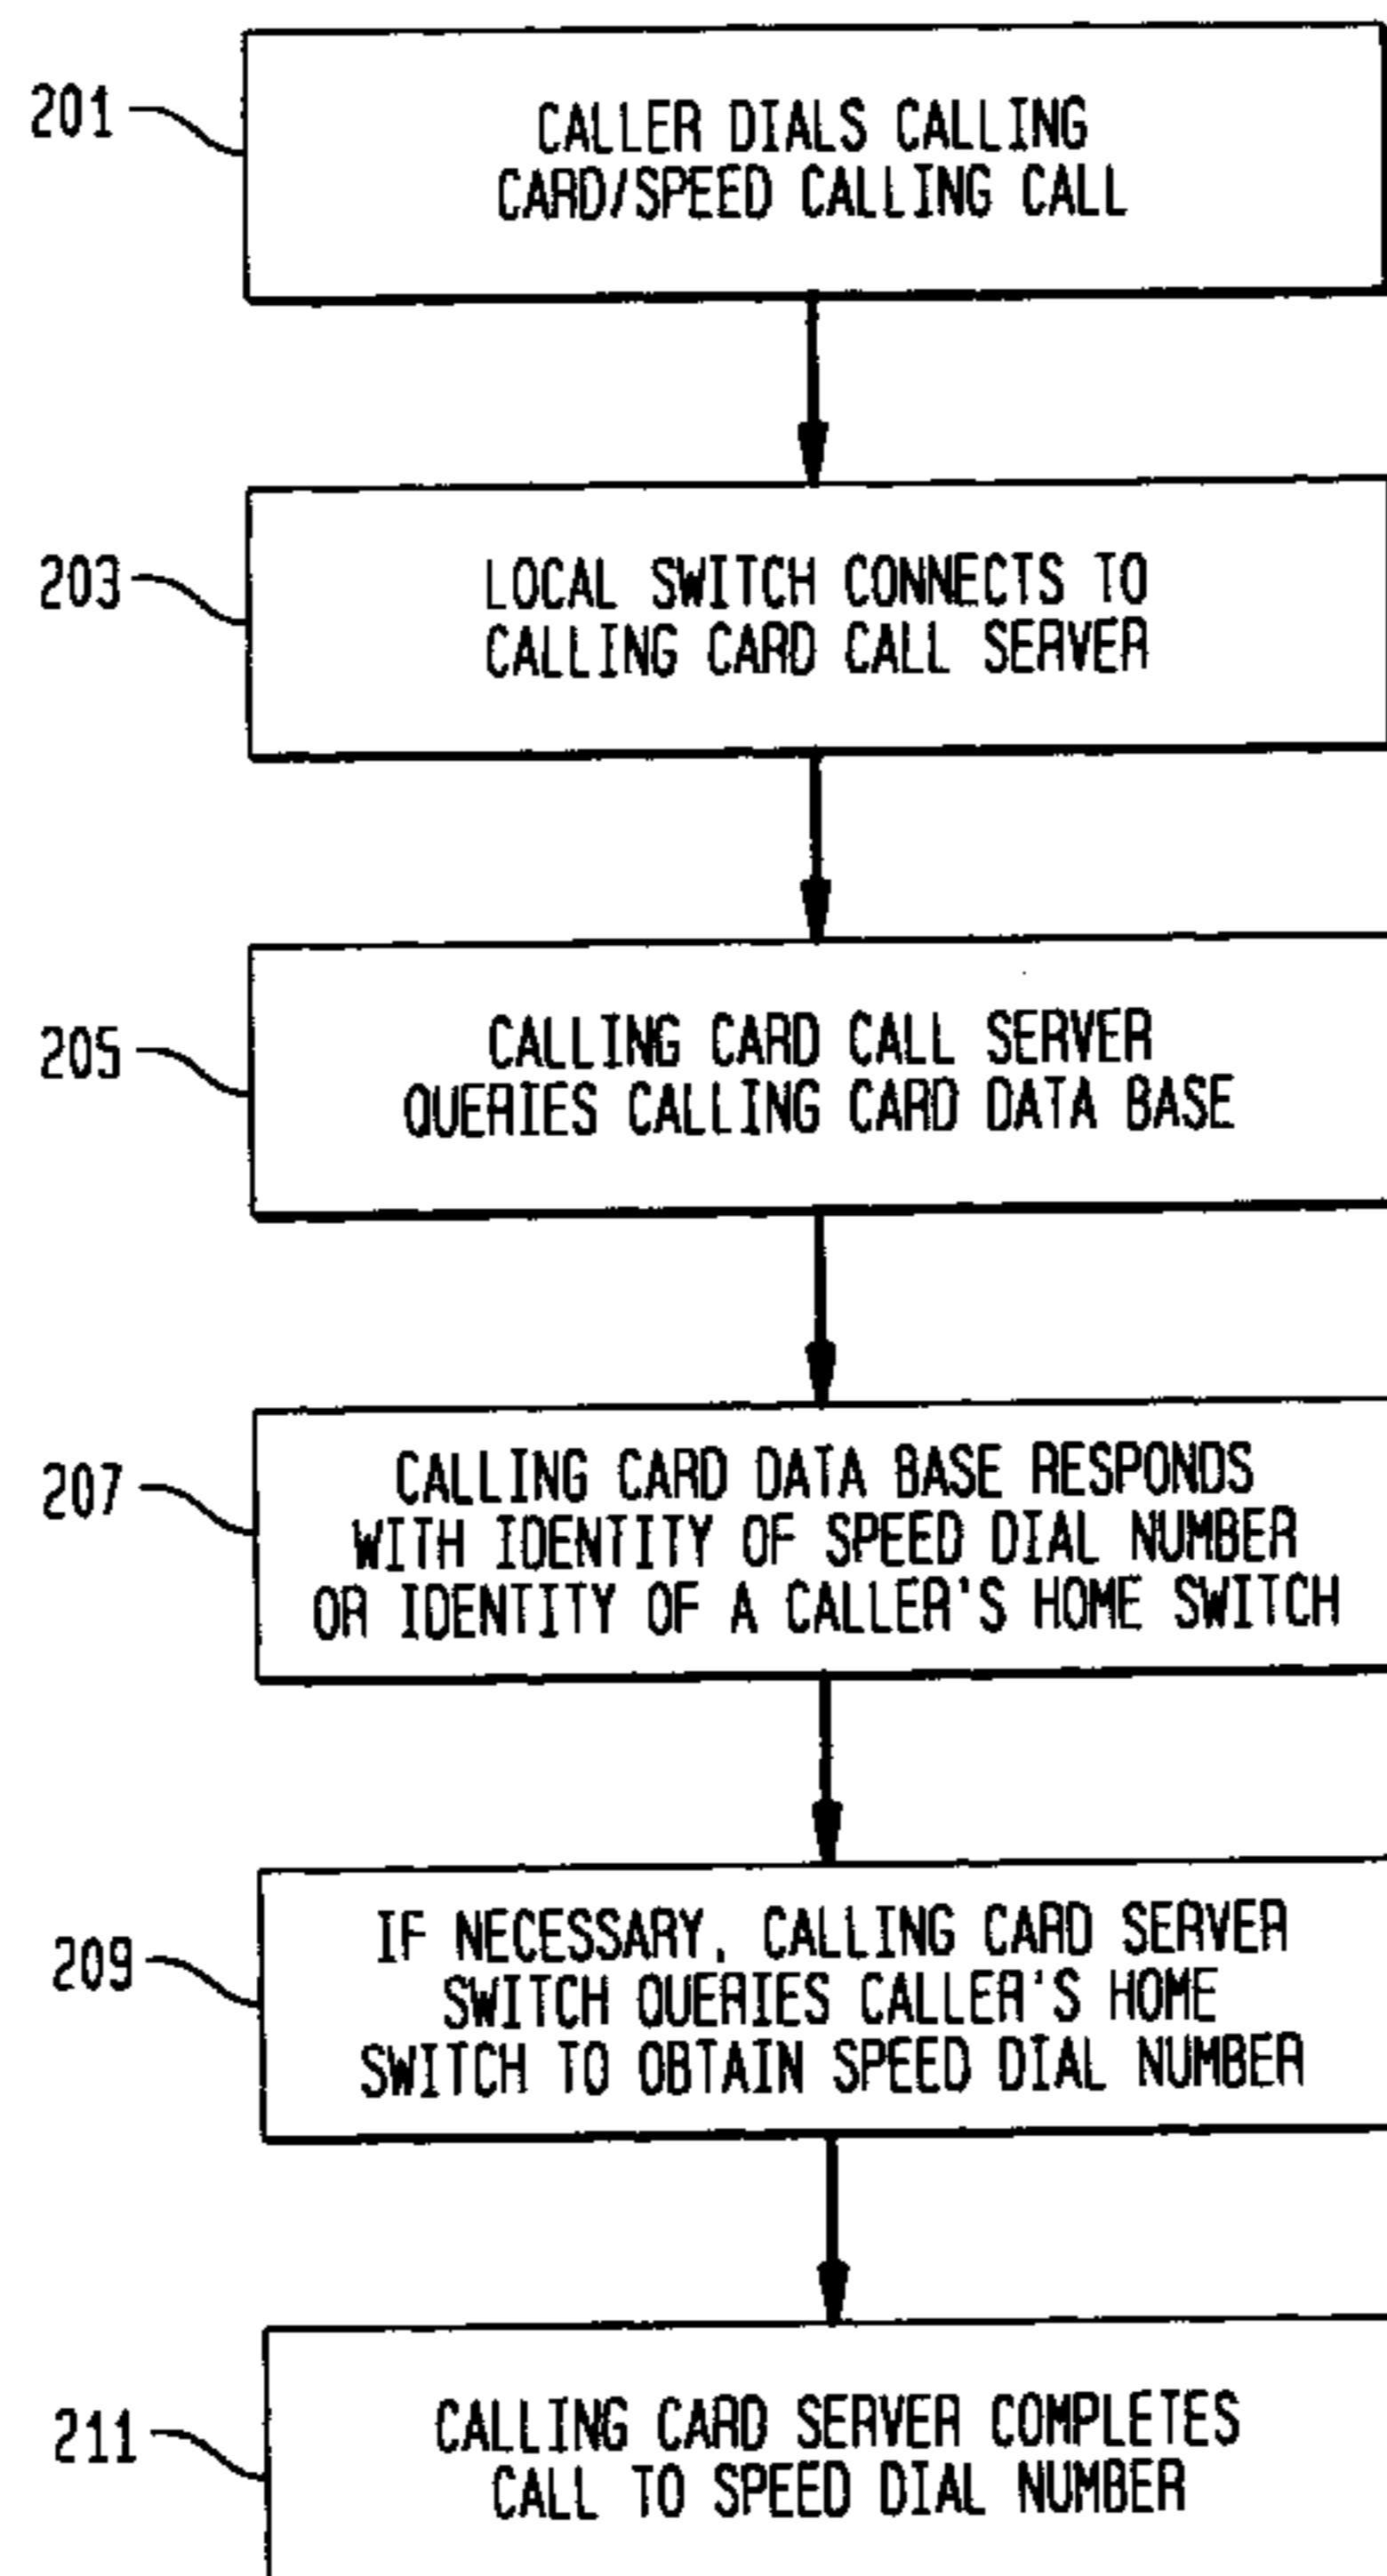 201
CALLER DIALS CALLING
CARD/SPEED CALLING CALL
203
LOCAL SWITCH CONNECTS TO
CALLING CARD CALL SERVER
205
CALLING CARD CALL SERVER
QUERIES CALLING CARD DATA BASE
207
CALLING CARD DATA BASE RESPONDS
WITH IDENTITY OF SPEED DIAL NUMBER
OR IDENTITY OF A CALLER'S HOME SWITCH
209
IF NECESSARY, CALLING CARD SERVER
SWITCH QUERIES CALLER'S HOME
SWITCH TO OBTAIN SPEED DIAL NUMBER
211
CALLING CARD SERVER COMPLETES
CALL TO SPEED DIAL NUMBER